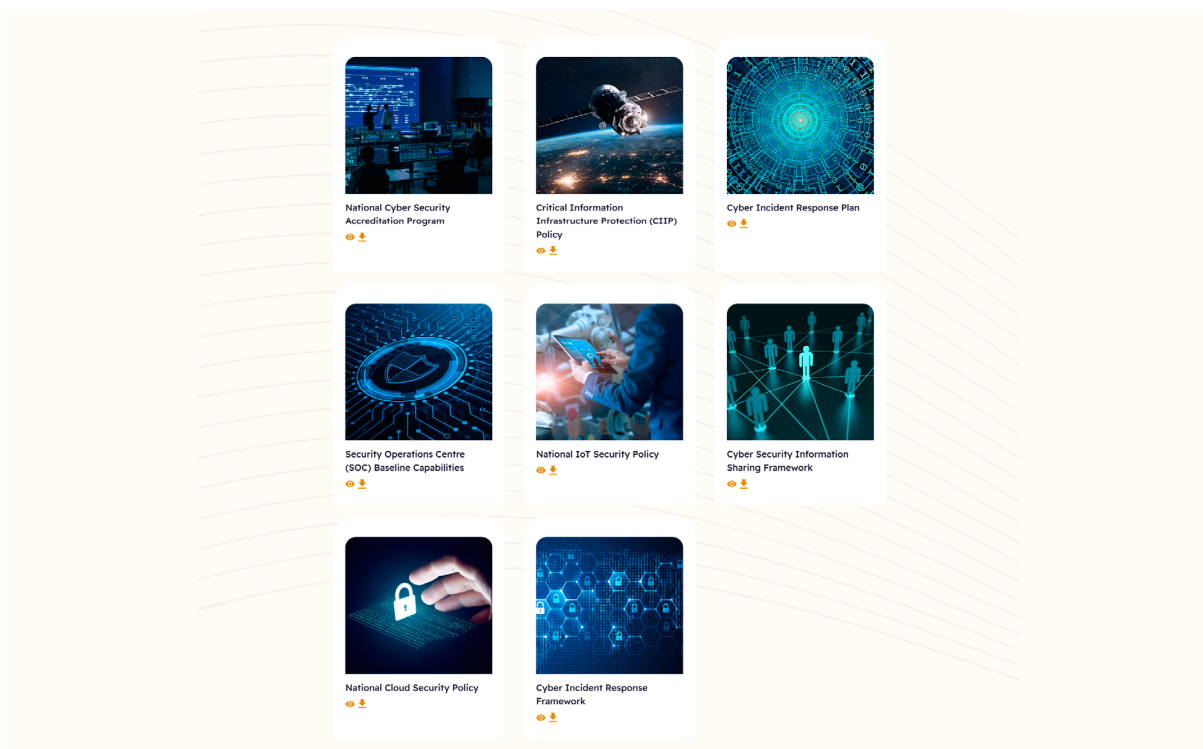 National Cyber Security
Accreditation Program
Critical Information
Infrastructure Protection (CIIP)
Policy
Cyber Incident Response Plan
Security Operations Centre
(SOC) Baseline Capabilities
National IoT Security Policy
Cyber Security Information
Sharing Framework
National Cloud Security Policy
Cyber Incident Response
Framework